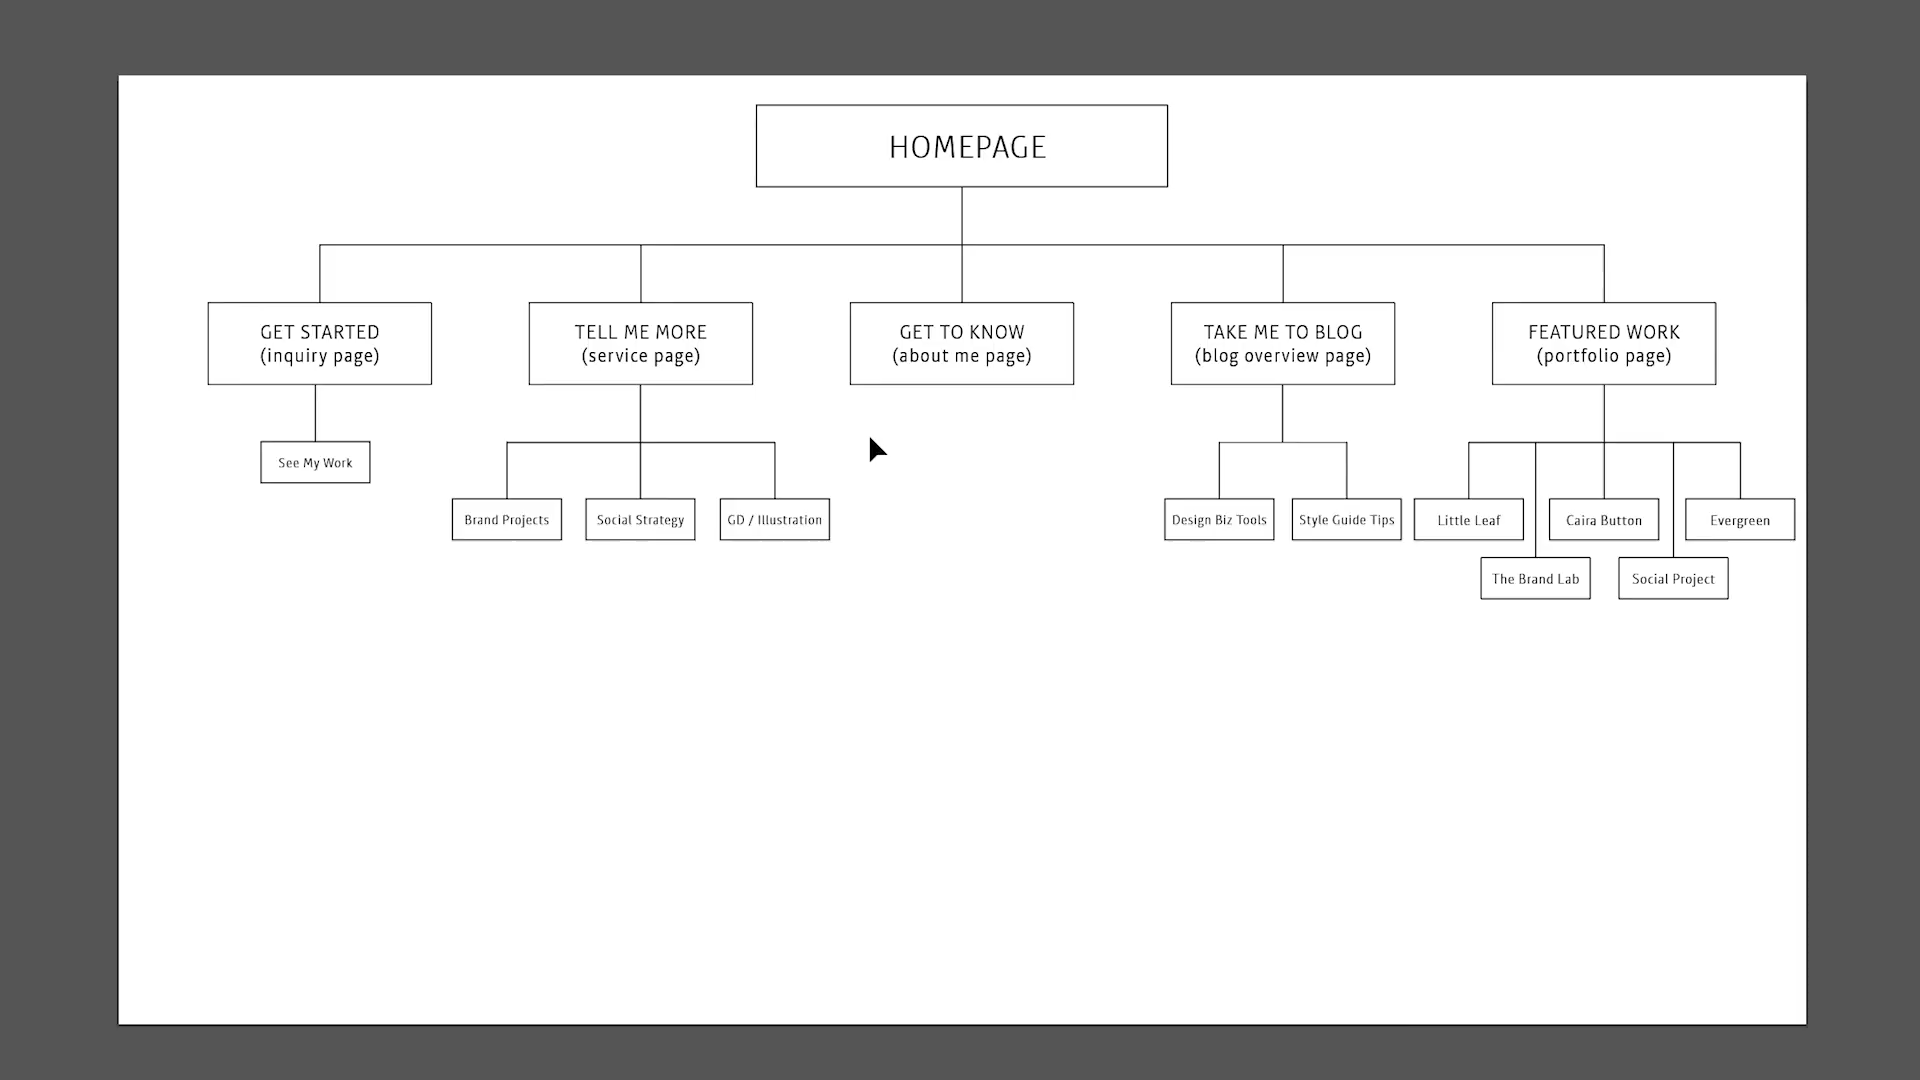 HOMEPAGE
GET STARTED
(inquiry page)
TELL ME MORE
(service page)
GET TO KNOW
(about me page)
TAKE ME TO BLOG
(blog overview page)
FEATURED WORK
(portfolio page)
See My Work
Brand Projects
Social Strategy
GD / Illustration
Design Biz Tools
Style Guide Tips
Little Leaf
Caira Button
Evergreen
The Brand Lab
Social Project